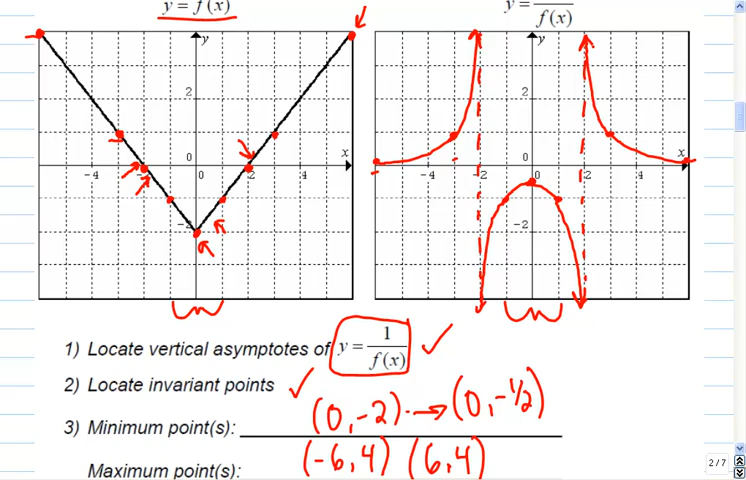 y = f(x)
y = 
f(x)
y
2
0
x
-4
-2
2
4
-2
y
2
0
x
-4
-2
2
4
-2
1) Locate vertical asymptotes of y = 1/f(x) ✓
2) Locate invariant points ✓
3) Minimum point(s): (0,-2) → (0,-1/2)
Maximum point(s): (-6,4) (6,4)
2 / 7